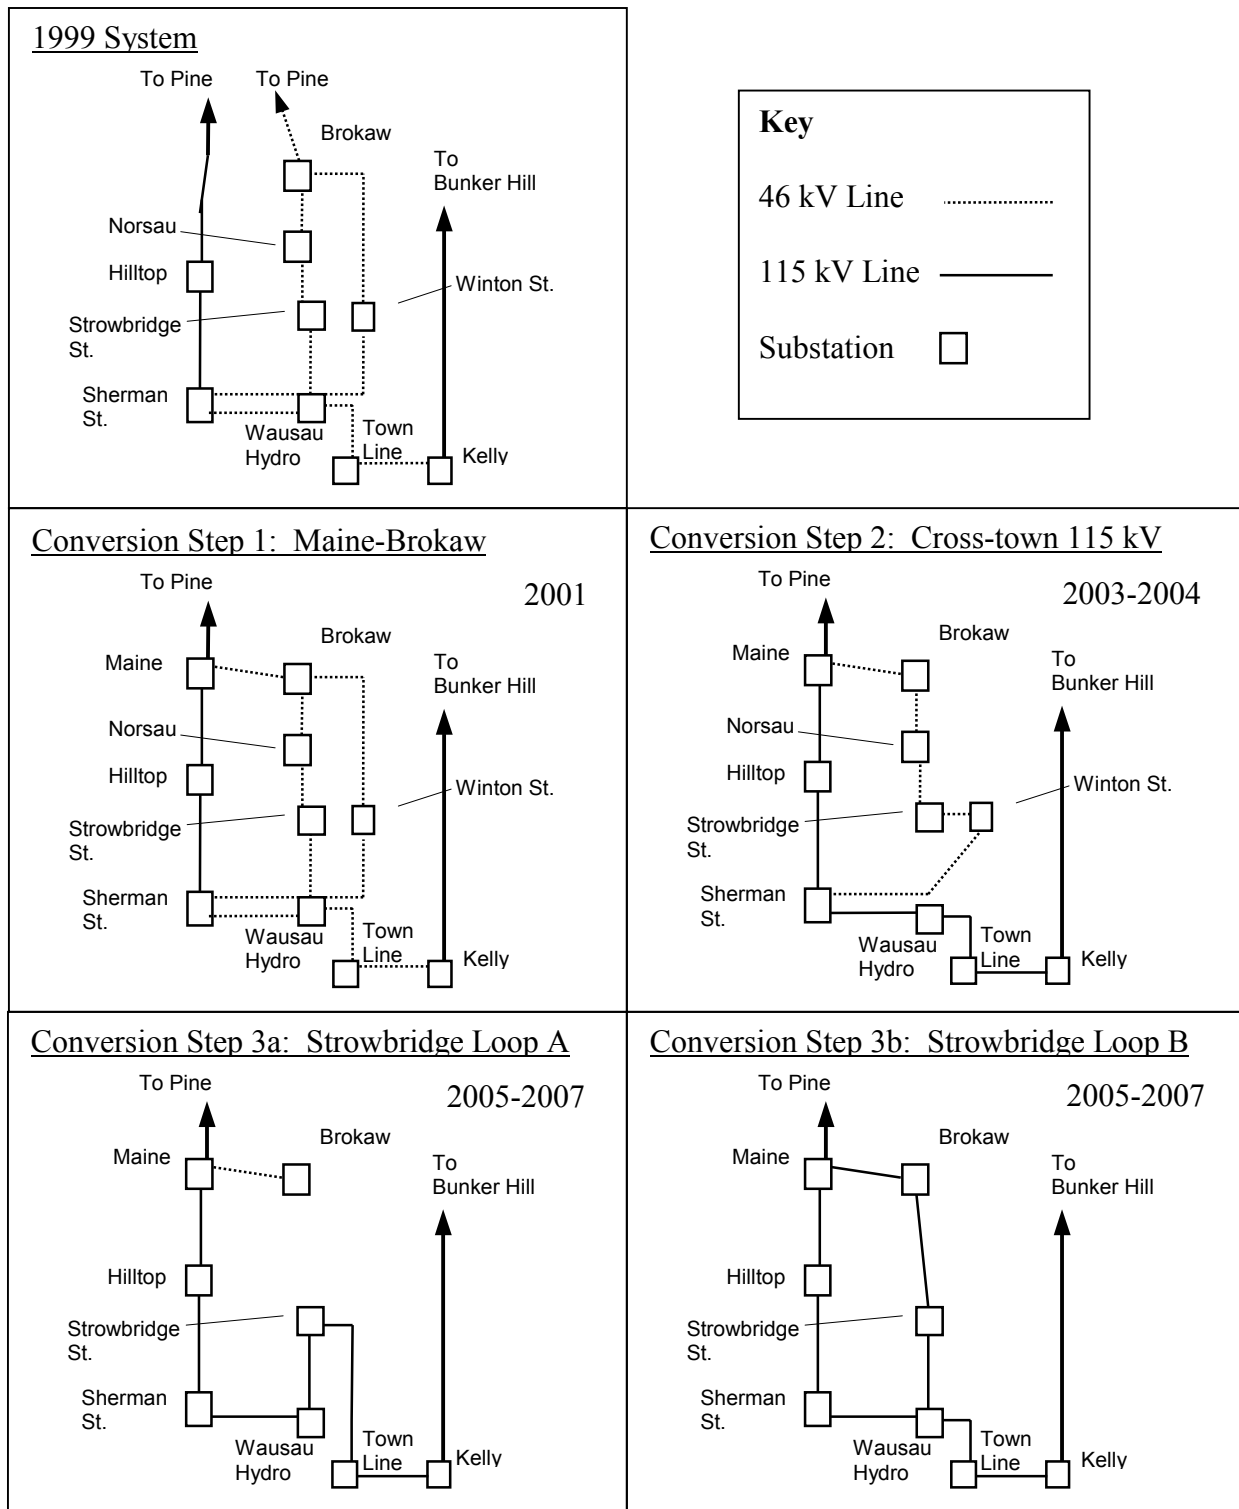 1999 System
To Pine
To Pine
Brokaw
To
Bunker Hill
Norsau
Hilltop
Winton St.
Strowbridge
St.
Sherman
St.
Wausau
Hydro
Town
Line
Kelly
Key
46 kV Line
115 kV Line
Substation
Conversion Step 1: Maine-Brokaw
2001
To Pine
Brokaw
Maine
To
Bunker Hill
Norsau
Hilltop
Winton St.
Strowbridge
St.
Sherman
St.
Wausau
Hydro
Town
Line
Kelly
Conversion Step 2: Cross-town 115 kV
2003-2004
To Pine
Brokaw
Maine
To
Bunker Hill
Norsau
Hilltop
Winton St.
Strowbridge
St.
Sherman
St.
Wausau
Hydro
Town
Line
Kelly
Conversion Step 3a: Strowbridge Loop A
2005-2007
To Pine
Brokaw
Maine
To
Bunker Hill
Hilltop
Strowbridge
St.
Sherman
St.
Wausau
Hydro
Town
Line
Kelly
Conversion Step 3b: Strowbridge Loop B
2005-2007
To Pine
Brokaw
Maine
To
Bunker Hill
Hilltop
Strowbridge
St.
Sherman
St.
Wausau
Hydro
Town
Line
Kelly